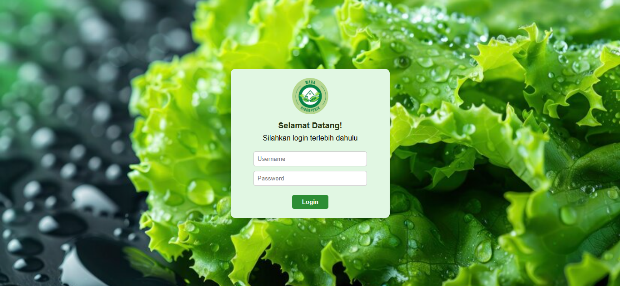 Selamat Datang!
Silahkan login terlebih dahulu
Username
Password
Login